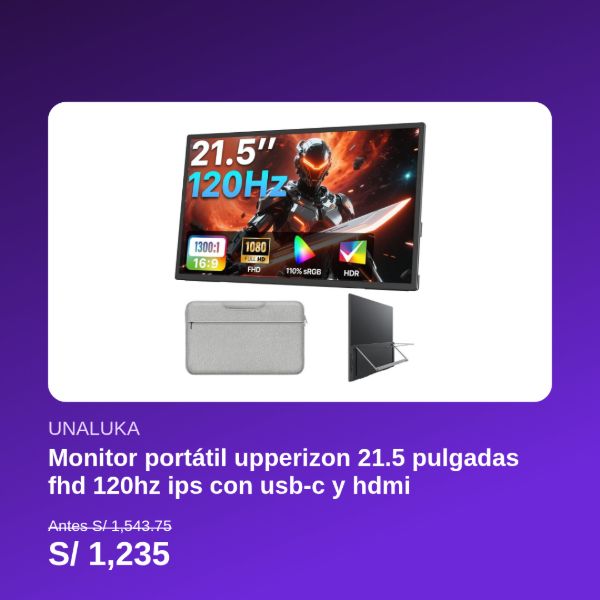 21.5''
120Hz
1300:1
16:9
1080
FULL HD
FHD
110% sRGB
HDR
UNALUKA
Monitor portátil upperizon 21.5 pulgadas
fhd 120hz ips con usb-c y hdmi
Antes S/ 1,543.75
S/ 1,235